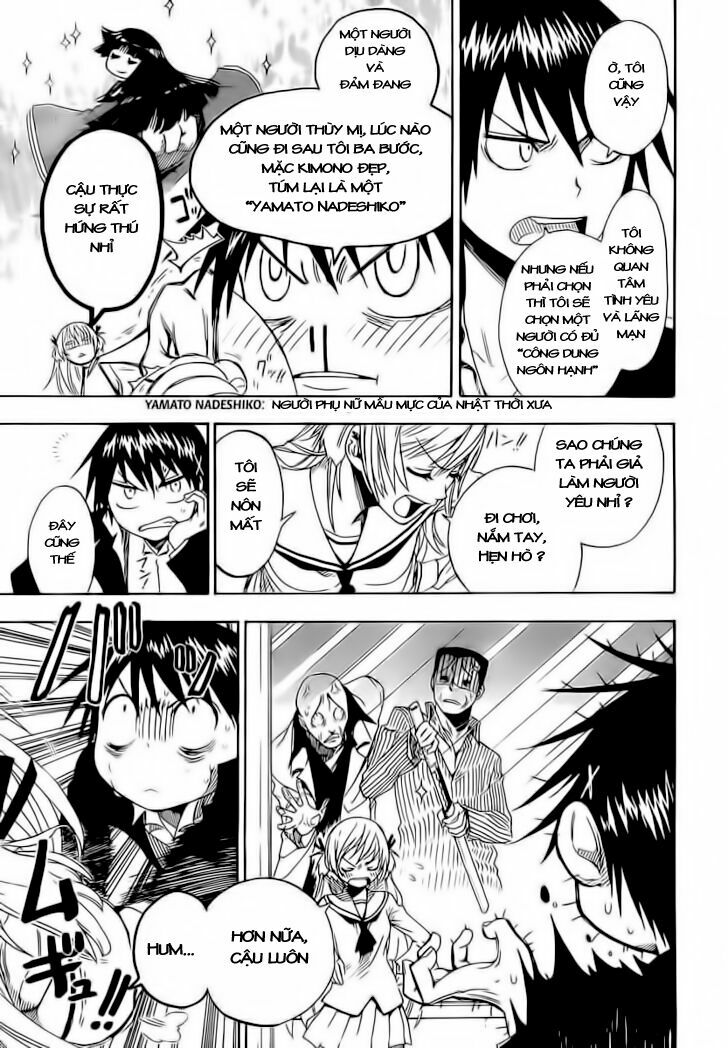 Ờ, TÔI
CŨNG
VẬY
TÔI
KHÔNG
QUAN
TÂM
TÌNH YÊU
VÀ LÃNG
MẠN
NHƯNG NẾU
PHẢI CHỌN
THÌ TÔI SẼ
CHỌN MỘT
NGƯỜI CÓ ĐỦ
“CÔNG DUNG
NGÔN HẠNH”
MỘT NGƯỜI
DỊU DÀNG
VÀ
ĐẢM ĐANG
MỘT NGƯỜI THÙY MỊ, LÚC NÀO
CŨNG ĐI SAU TÔI BA BƯỚC,
MẶC KIMONO ĐẸP,
TÚM LẠI LÀ MỘT
“YAMATO NADESHIKO”
CẬU THỰC
SỰ RẤT
HỨNG THÚ
NHỈ
YAMATO NADESHIKO: NGƯỜI PHỤ NỮ MẪU MỰC CỦA NHẬT THỜI XƯA
SAO CHÚNG
TA PHẢI GIẢ
LÀM NGƯỜI
YÊU NHỈ ?
ĐI CHƠI,
NẮM TAY,
HẸN HÒ ?
TÔI
SẼ
NÔN
MẤT
ĐÂY
CŨNG
THẾ
HƠN NỮA,
CẬU LUÔN
HUM...
ムギュ!!